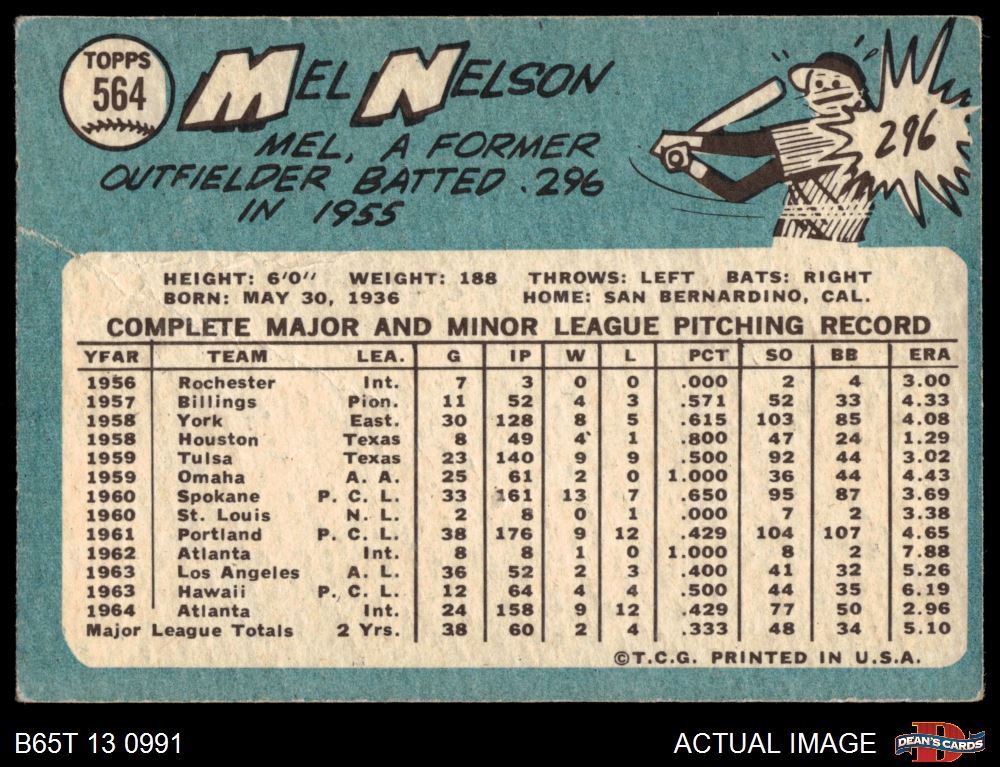 TOPPS
564
MEL NELSON
MEL, A FORMER
OUTFIELDER BATTED .296
IN 1955
296
HEIGHT: 6'0" WEIGHT: 188 THROWS: LEFT BATS: RIGHT
BORN: MAY 30, 1936 HOME: SAN BERNARDINO, CAL.
COMPLETE MAJOR AND MINOR LEAGUE PITCHING RECORD
YEAR TEAM LEA. G IP W L PCT SO BB ERA
1956 Rochester Int. 7 3 0 0 .000 2 4 3.00
1957 Billings Pion. 11 52 4 3 .571 52 33 4.33
1958 York East. 30 128 8 5 .615 103 85 4.08
1958 Houston Texas 8 49 4 1 .800 47 24 1.29
1959 Tulsa Texas 23 140 9 9 .500 92 44 3.02
1959 Omaha A. A. 25 61 2 0 1.000 36 44 4.43
1960 Spokane P. C. L. 33 161 13 7 .650 95 87 3.69
1960 St. Louis N. L. 2 8 0 1 .000 7 2 3.38
1961 Portland P. C. L. 38 176 9 12 .429 104 107 4.65
1962 Atlanta Int. 8 8 1 0 1.000 8 2 7.88
1963 Los Angeles A. L. 36 52 2 3 .400 41 32 5.26
1963 Hawaii P. C. L. 12 64 4 4 .500 44 35 6.19
1964 Atlanta Int. 24 158 9 12 .429 77 50 2.96
Major League Totals 2 Yrs. 38 60 2 4 .333 48 34 5.10
©T.C.G. PRINTED IN U.S.A.
B65T 13 0991
ACTUAL IMAGE
D
DEAN'S CARDS